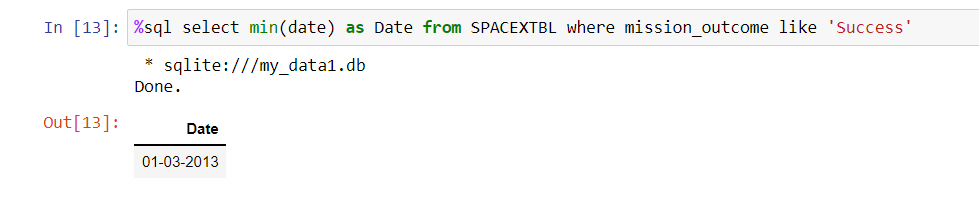 In [13]: %sql select min(date) as Date from SPACEXTBL where mission_outcome like 'Success'
* sqlite:///my_data1.db
Done.
Out[13]:
Date
01-03-2013